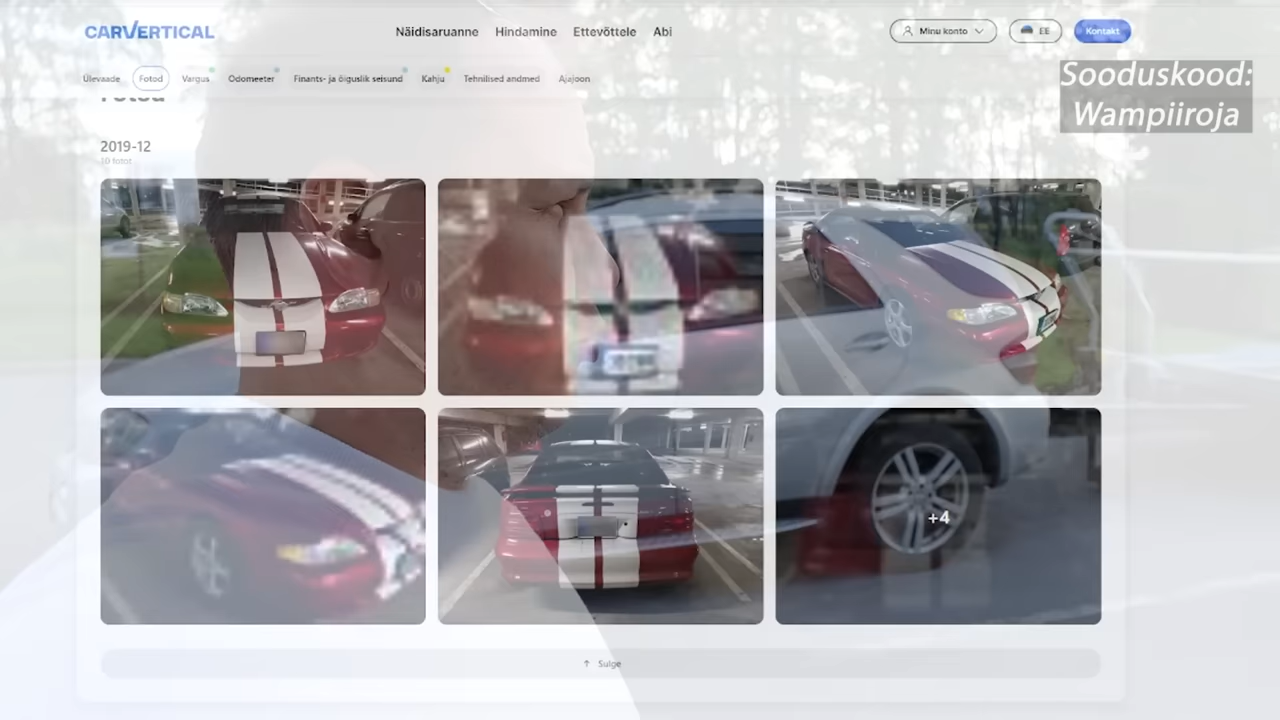 CARVERTICAL
Näidisaruanne Hindamine Ettevõttele Abi
Minu konto
EE
Kontakt
Ülevaade Fotod Vargus Odomeeter Finants- ja õiguslik seisund Kahju Tehnilised andmed Ajajoon
Sooduskood:
Wampiiroja
Fotod
2019-12
10 fotot
+4
Sulge